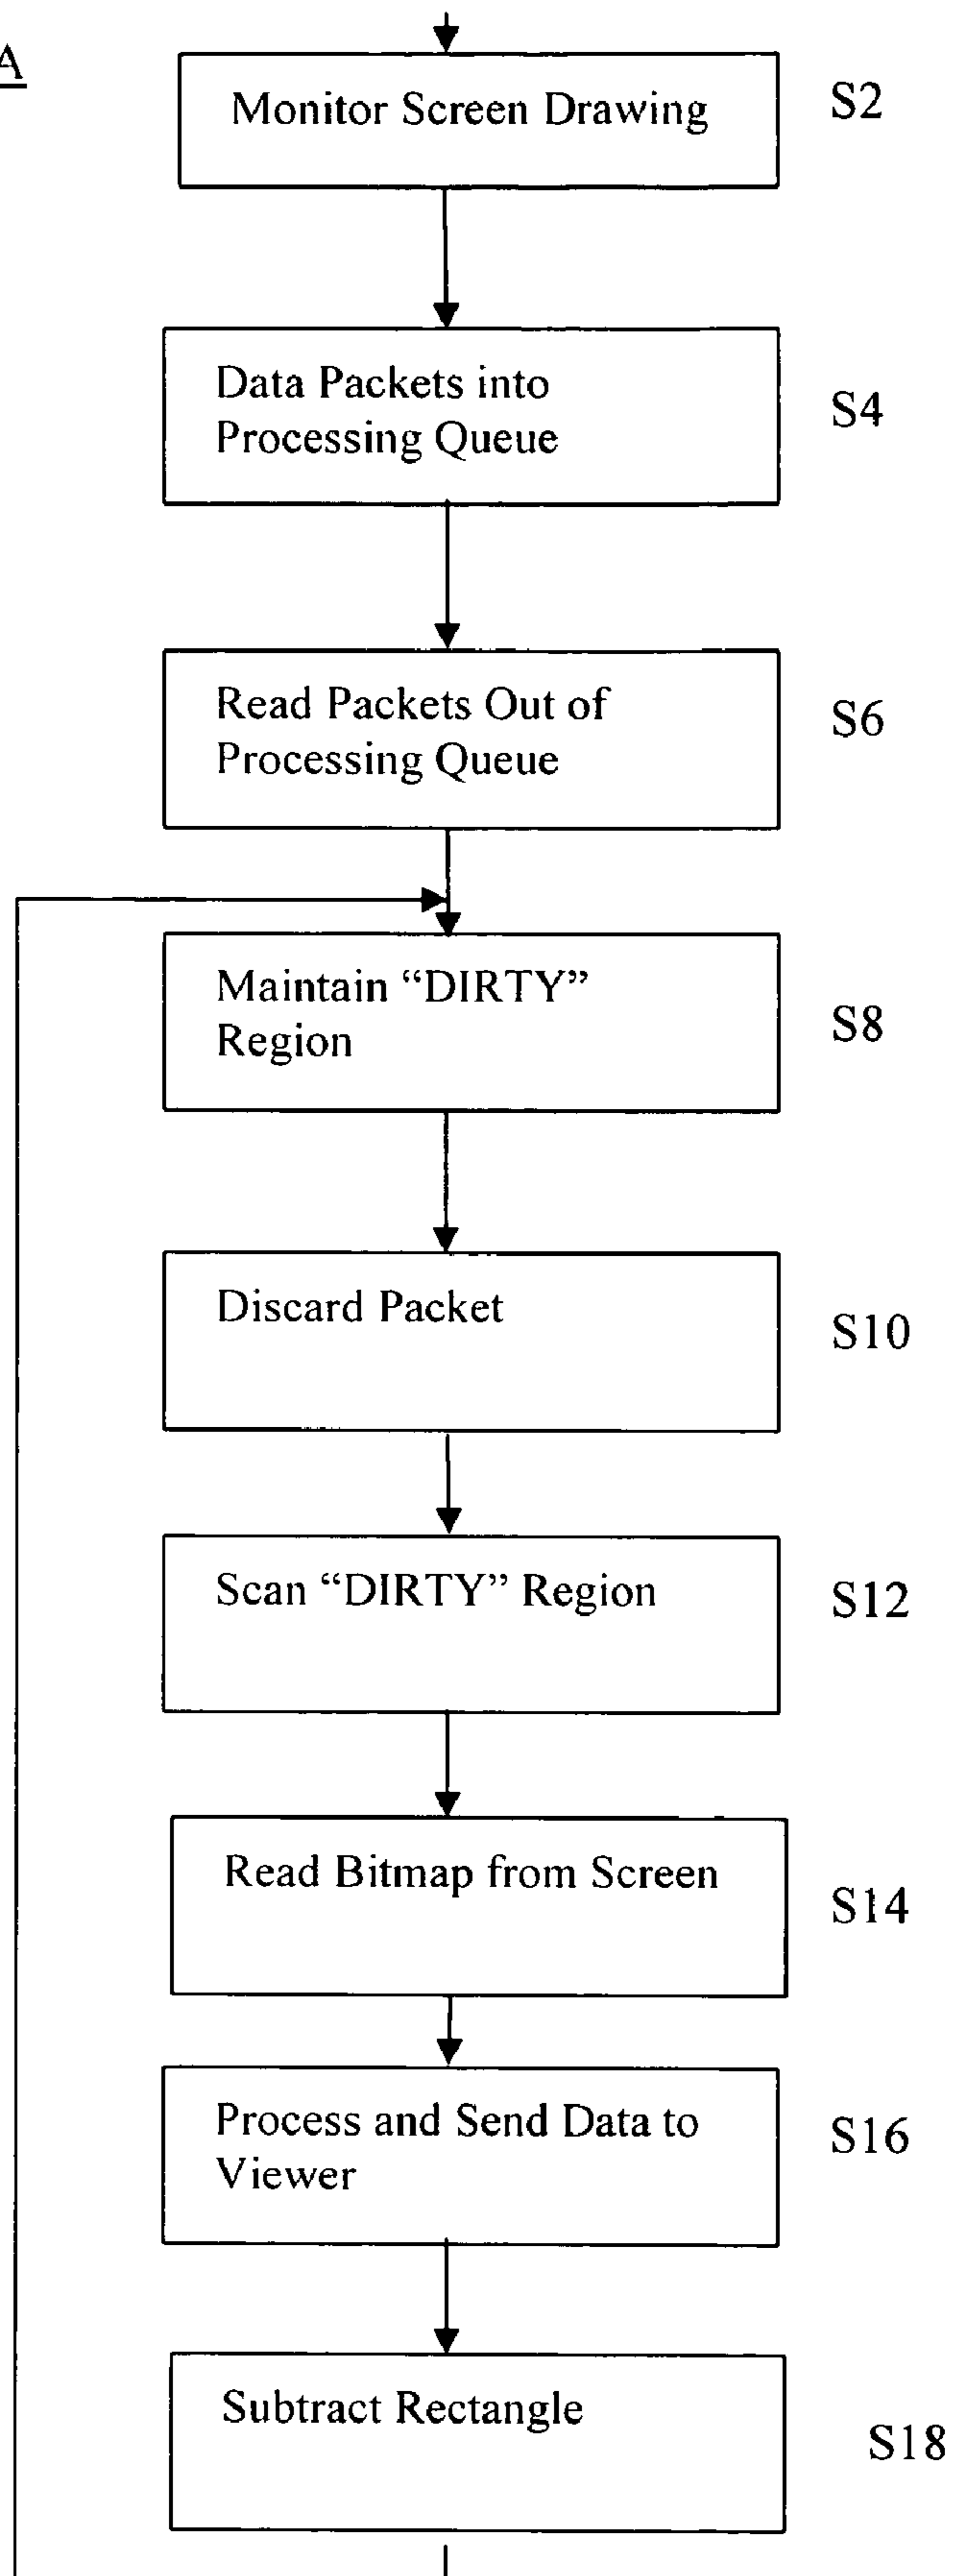 A
Monitor Screen Drawing
S2
Data Packets into
Processing Queue
S4
Read Packets Out of
Processing Queue
S6
Maintain “DIRTY”
Region
S8
Discard Packet
S10
Scan “DIRTY” Region
S12
Read Bitmap from Screen
S14
Process and Send Data to
Viewer
S16
Subtract Rectangle
S18